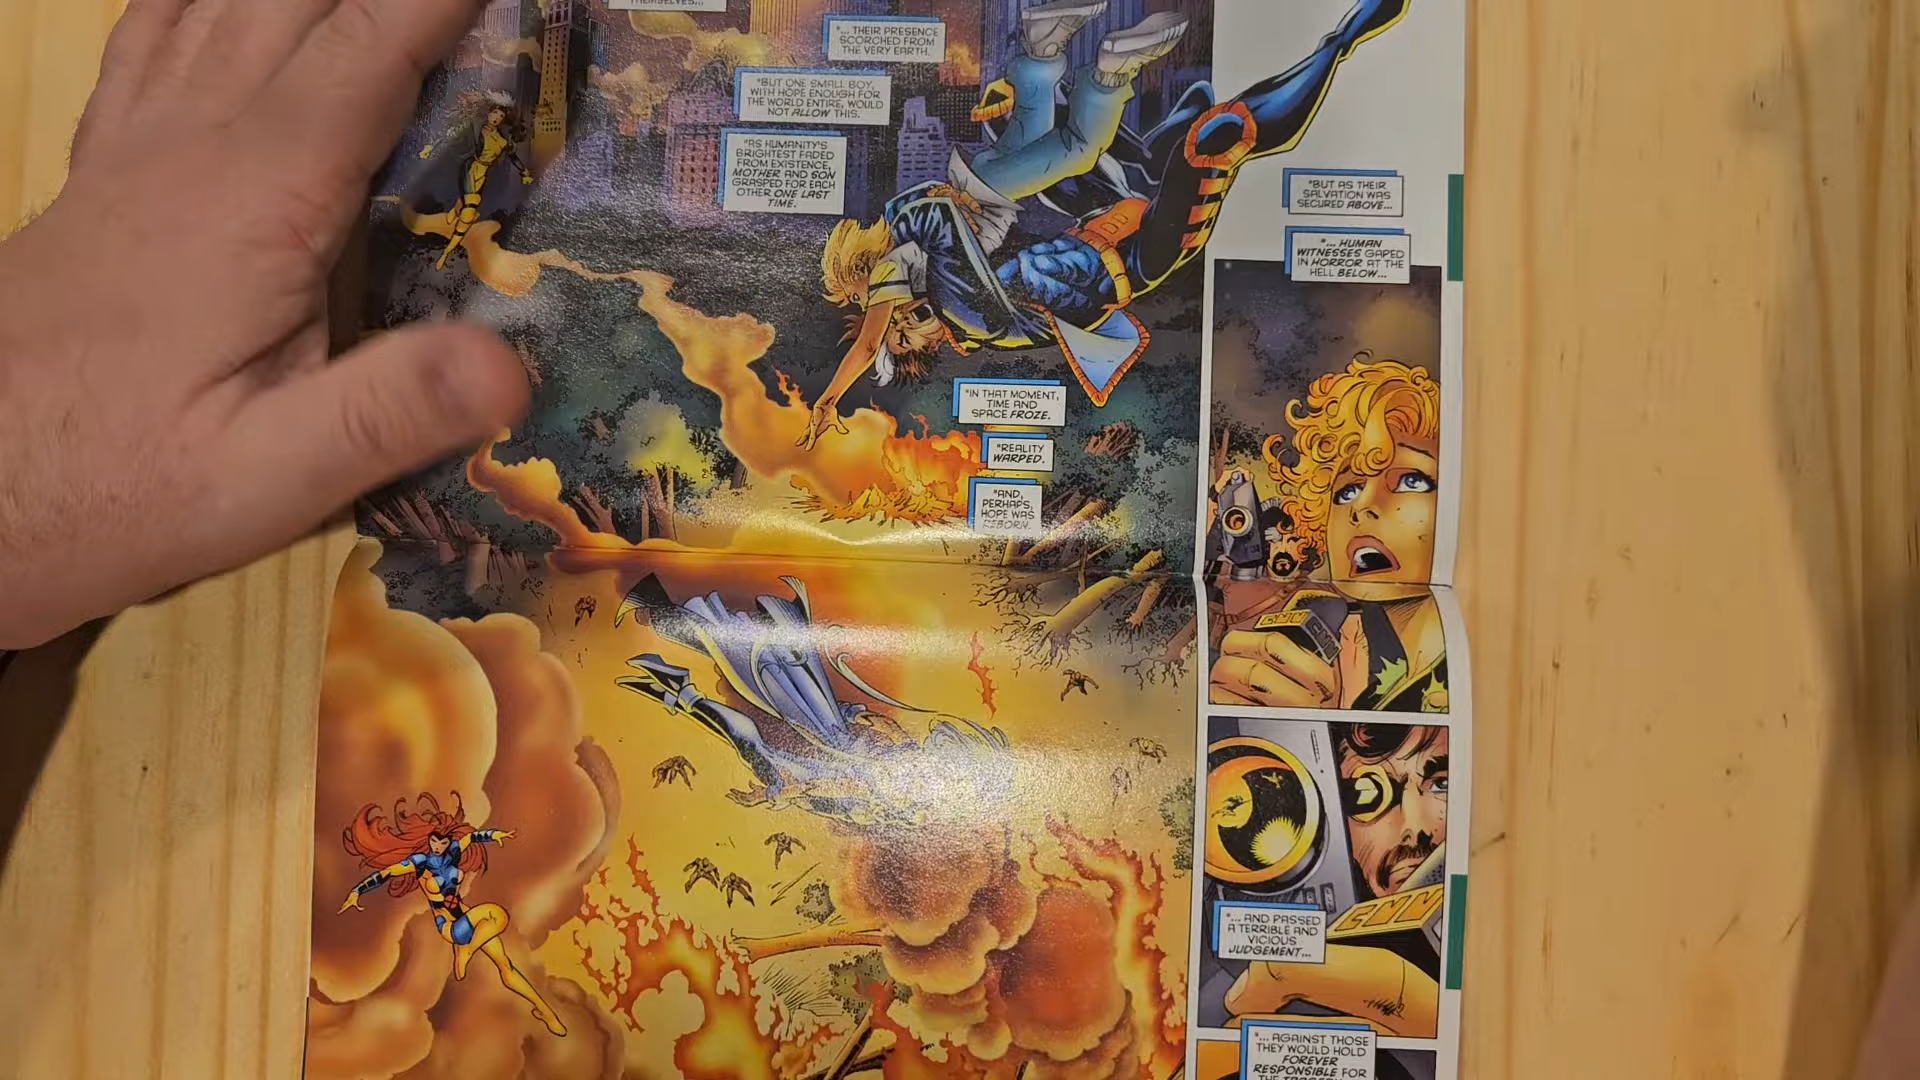 THEMSELVES...
"... THEIR PRESENCE
SCORCHED FROM
THE VERY EARTH.
"BUT ONE SMALL BOY,
WITH HOPE ENOUGH FOR
THE WORLD ENTIRE, WOULD
NOT ALLOW THIS.
"AS HUMANITY'S
BRIGHTEST FADED
FROM EXISTENCE,
MOTHER AND SON
GRASPED FOR EACH
OTHER ONE LAST
TIME.
"IN THAT MOMENT,
TIME AND
SPACE FROZE.
"REALITY
WARPED.
"AND,
PERHAPS,
HOPE WAS
REBORN.
"BUT AS THEIR
SALVATION WAS
SECURED ABOVE...
"... HUMAN
WITNESSES GAPED
IN HORROR AT THE
HELL BELOW...
"... AND PASSED
A TERRIBLE AND
VICIOUS
JUDGEMENT...
"... AGAINST THOSE
THEY WOULD HOLD
FOREVER
RESPONSIBLE FOR
THE TRAGEDY